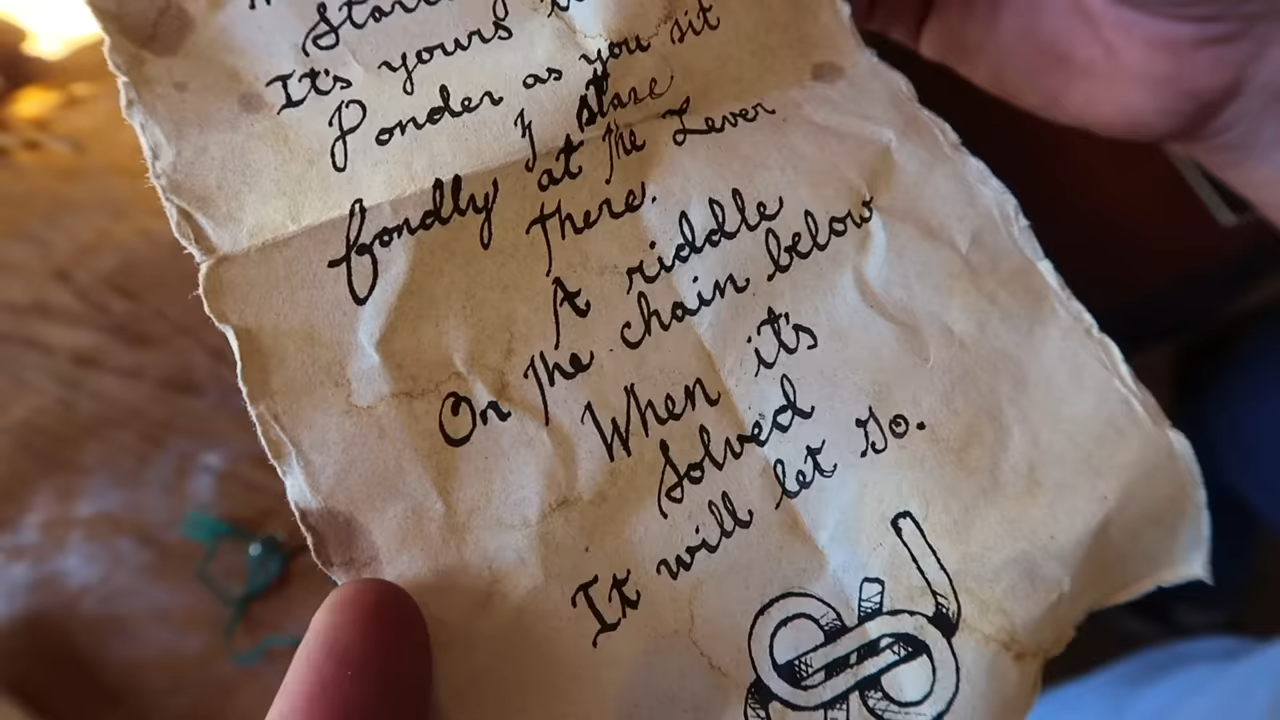 It's yours
Ponder as you sit
& stare
fondly at the Lever
there.
A riddle
On the chain below
When it's
Solved
It will let go.